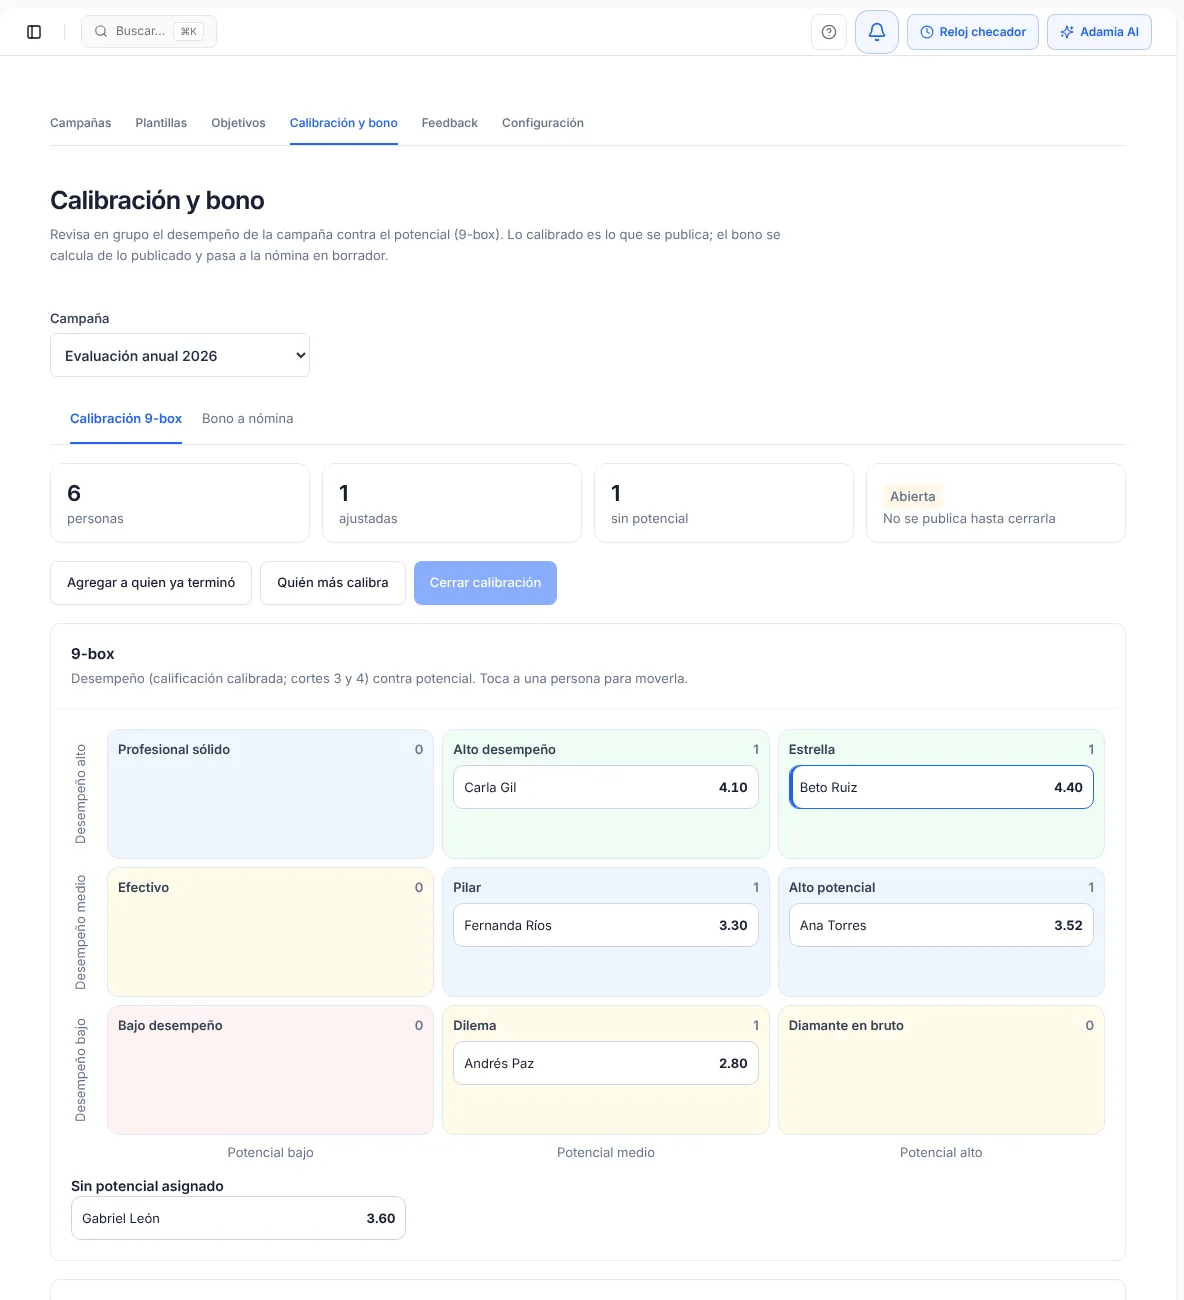 Buscar... ⌘K
Reloj checador
Adamia AI
Campañas Plantillas Objetivos Calibración y bono Feedback Configuración
Calibración y bono
Revisa en grupo el desempeño de la campaña contra el potencial (9-box). Lo calibrado es lo que se publica; el bono se
calcula de lo publicado y pasa a la nómina en borrador.
Campaña
Evaluación anual 2026
Calibración 9-box Bono a nómina
6
personas
1
ajustadas
1
sin potencial
Abierta
No se publica hasta cerrarla
Agregar a quien ya terminó
Quién más calibra
Cerrar calibración
9-box
Desempeño (calificación calibrada; cortes 3 y 4) contra potencial. Toca a una persona para moverla.
Desempeño alto
Profesional sólido 0
Alto desempeño 1
Carla Gil 4.10
Estrella 1
Beto Ruiz 4.40
Desempeño medio
Efectivo 0
Pilar 1
Fernanda Ríos 3.30
Alto potencial 1
Ana Torres 3.52
Desempeño bajo
Bajo desempeño 0
Dilema 1
Andrés Paz 2.80
Diamante en bruto 0
Potencial bajo Potencial medio Potencial alto
Sin potencial asignado
Gabriel León 3.60